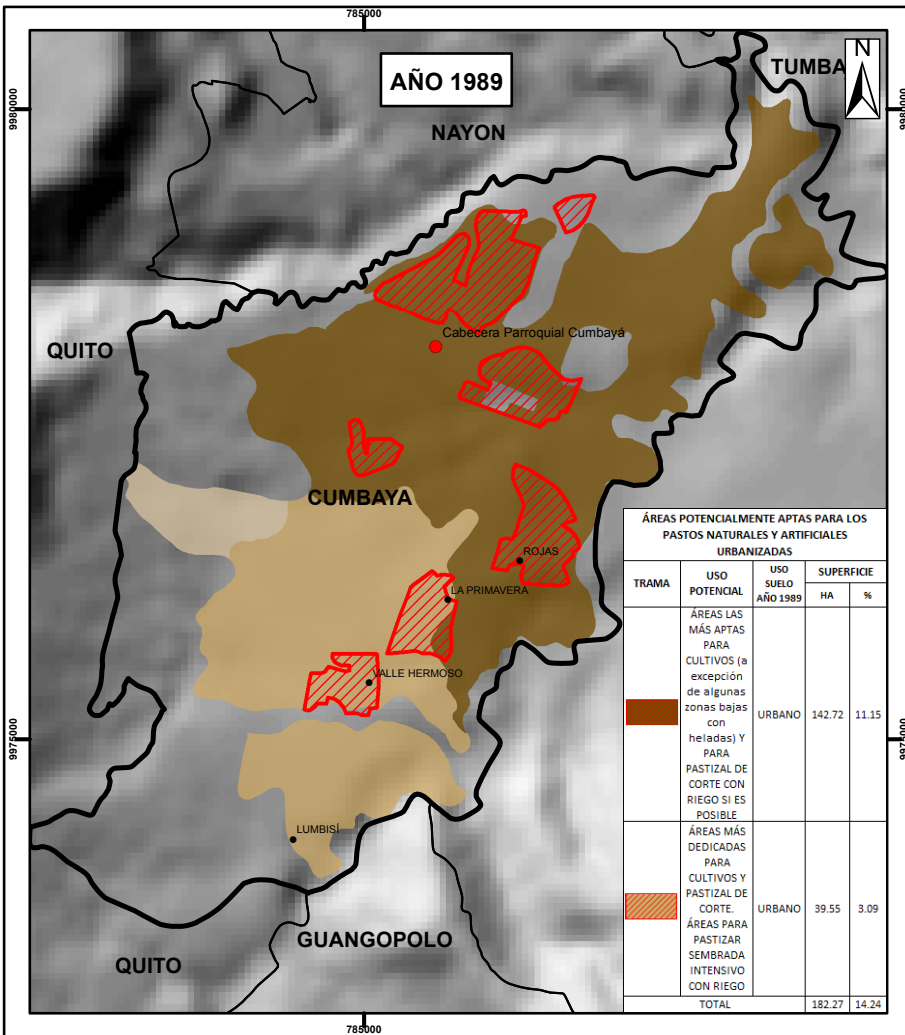 785000
AÑO 1989
N
TUMBA
NAYON
9980000
9980000
QUITO
Cabecera Parroquial Cumbayá
CUMBAYA
ROJAS
LA PRIMAVERA
VALLE HERMOSO
9975000
9975000
LUMBISÍ
GUANGOPOLO
QUITO
785000
ÁREAS POTENCIALMENTE APTAS PARA LOS
PASTOS NATURALES Y ARTIFICIALES
URBANIZADAS
TRAMA
USO
POTENCIAL
USO
SUELO
AÑO 1989
SUPERFICIE
HA
%
ÁREAS LAS
MÁS APTAS
PARA
CULTIVOS (a
excepción
de algunas
zonas bajas
con
heladas) Y
PARA
PASTIZAL DE
CORTE CON
RIEGO SI ES
POSIBLE
URBANO
142.72
11.15
ÁREAS MÁS
DEDICADAS
PARA
CULTIVOS Y
PASTIZAL DE
CORTE.
ÁREAS PARA
PASTIZAR
SEMBRADA
INTENSIVO
CON RIEGO
URBANO
39.55
3.09
TOTAL
182.27
14.24